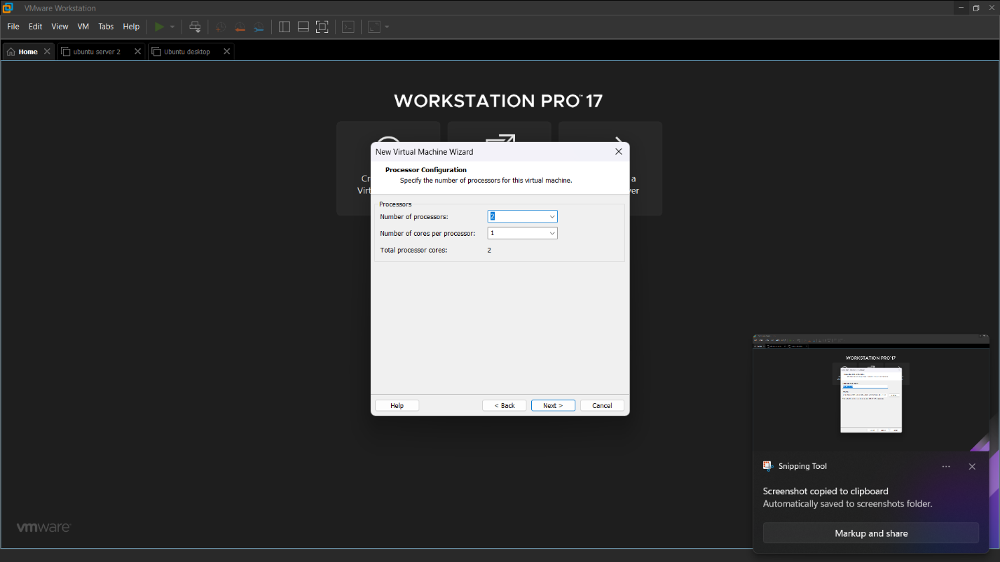 VMware Workstation
File Edit View VM Tabs Help
Home ubuntu server 2 Ubuntu desktop
WORKSTATION PRO™ 17
New Virtual Machine Wizard
Processor Configuration
Specify the number of processors for this virtual machine.
Cr
Virt
a
ver
Processors
Number of processors: 2
Number of cores per processor: 1
Total processor cores: 2
Help < Back Next > Cancel
WORKSTATION PRO 17
Snipping Tool
Screenshot copied to clipboard
Automatically saved to screenshots folder.
Markup and share
vmware